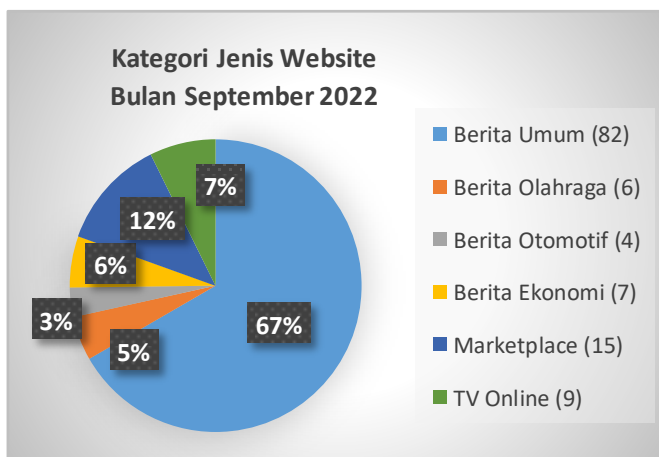 Kategori Jenis Website
Bulan September 2022
7%
12%
6%
3%
5%
67%
Berita Umum (82)
Berita Olahraga (6)
Berita Otomotif (4)
Berita Ekonomi (7)
Marketplace (15)
TV Online (9)